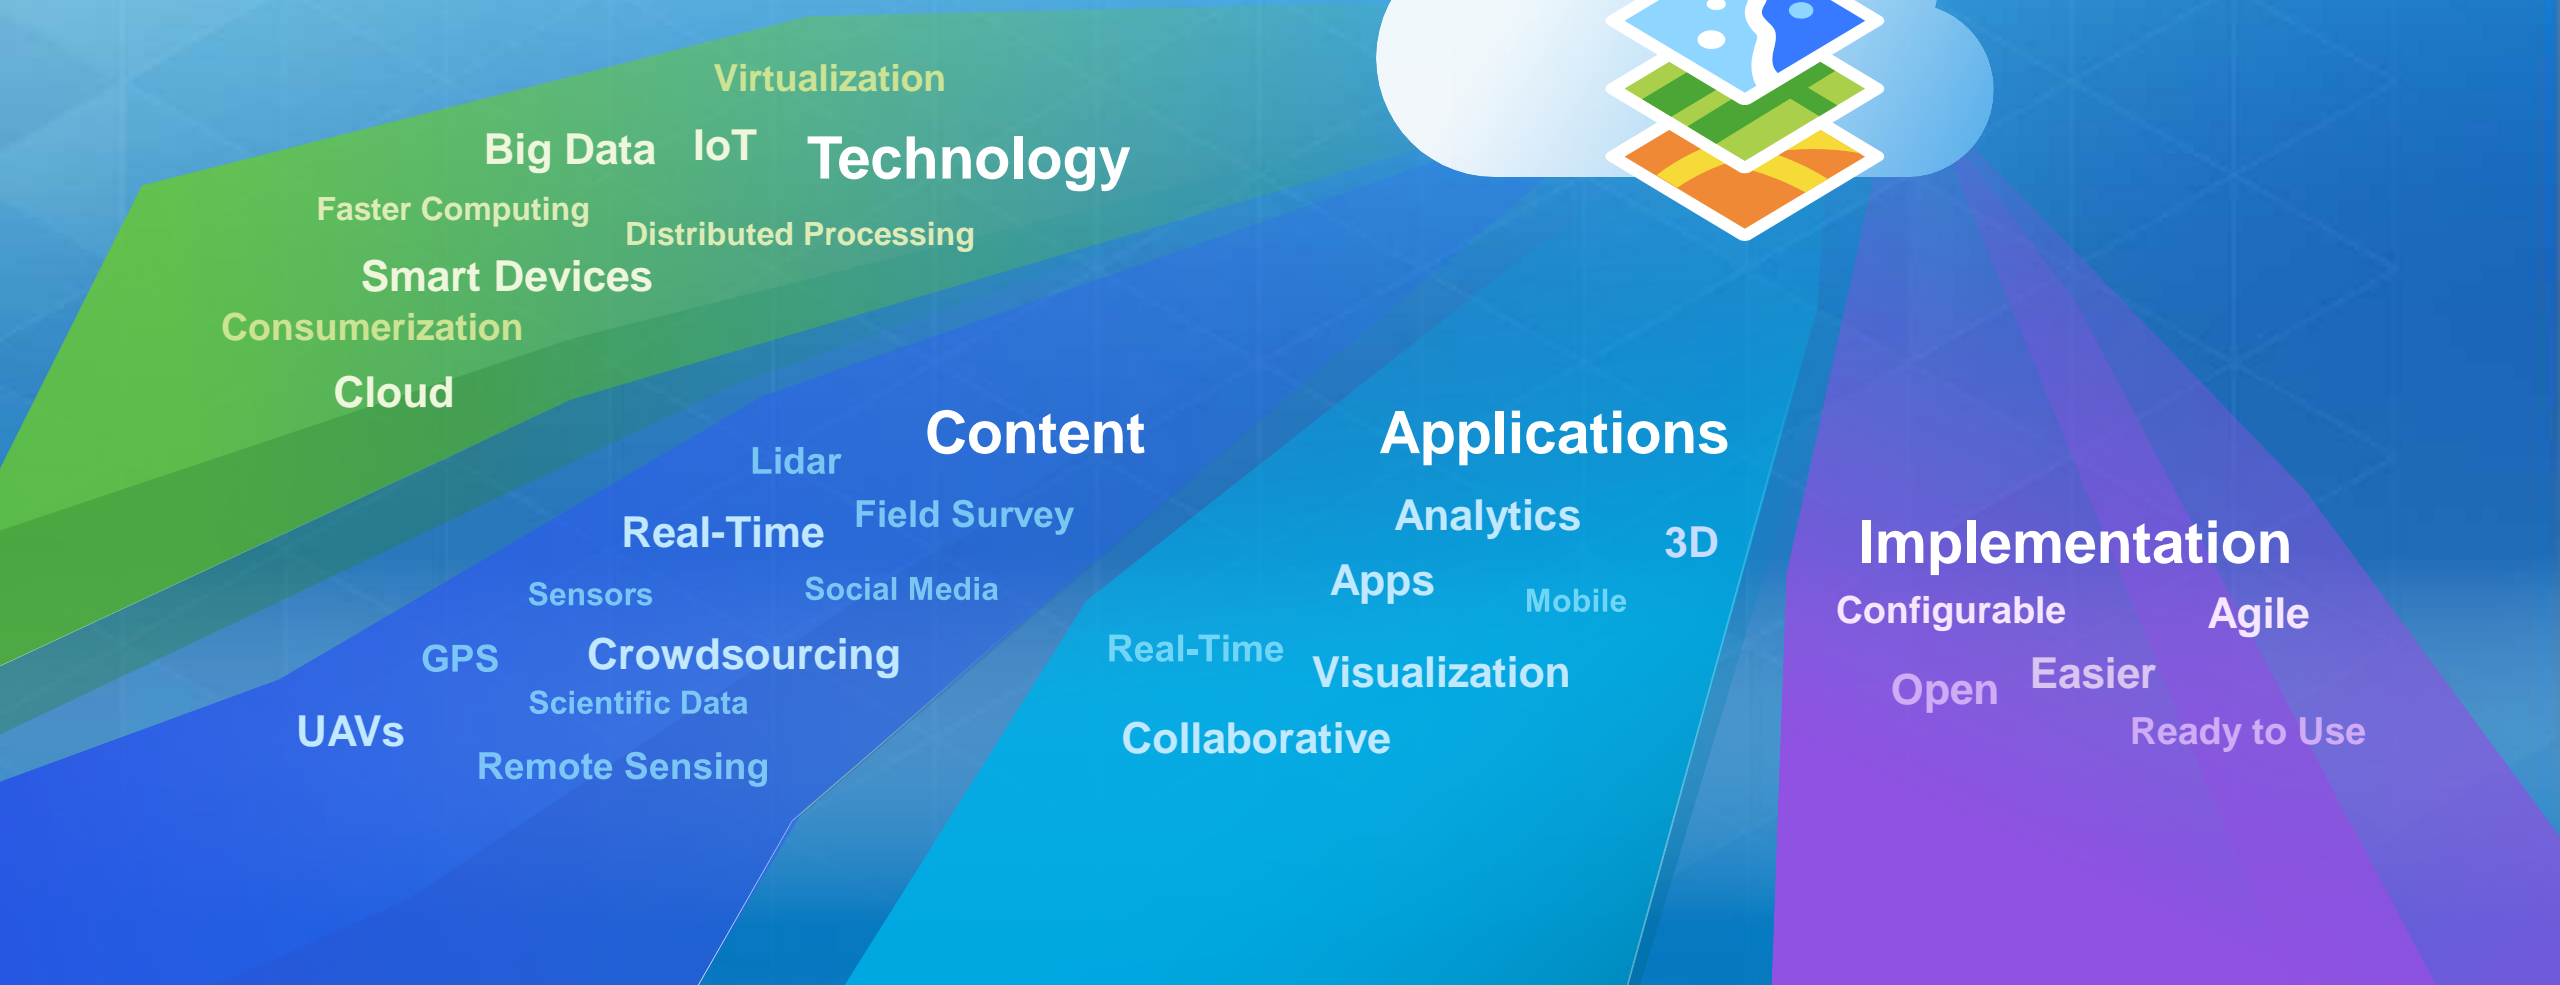 Virtualization
Big Data
IoT
Technology
Faster Computing
Distributed Processing
Smart Devices
Consumerization
Cloud
Content
Lidar
Field Survey
Real-Time
Sensors
Social Media
GPS
Crowdsourcing
Scientific Data
UAVs
Remote Sensing
Applications
Analytics
3D
Apps
Mobile
Real-Time
Visualization
Collaborative
Implementation
Configurable
Agile
Easier
Open
Ready to Use